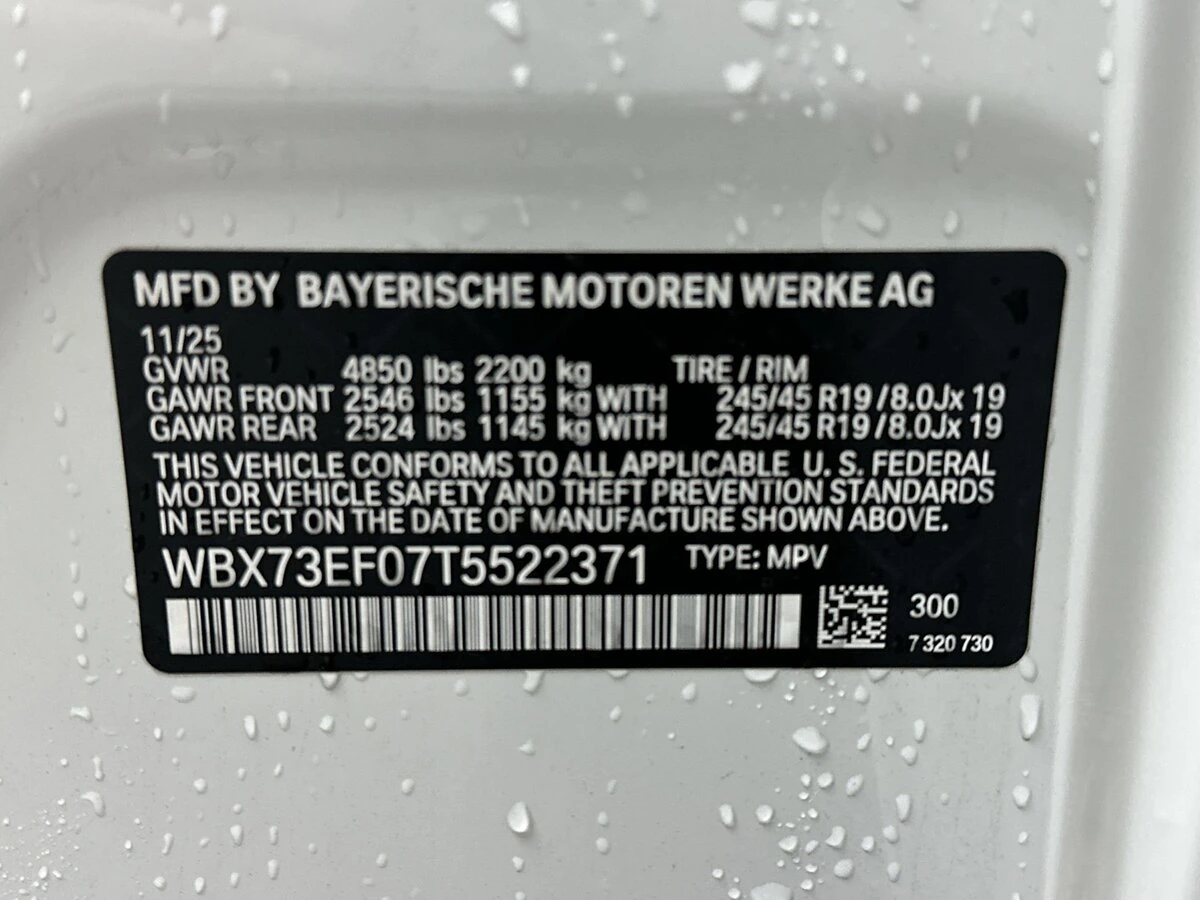 MFD BY BAYERISCHE MOTOREN WERKE AG
11/25
GVWR 4850 lbs 2200 kg TIRE / RIM
GAWR FRONT 2546 lbs 1155 kg WITH 245/45 R19 / 8.0Jx 19
GAWR REAR 2524 lbs 1145 kg WITH 245/45 R19 / 8.0Jx 19
THIS VEHICLE CONFORMS TO ALL APPLICABLE U. S. FEDERAL
MOTOR VEHICLE SAFETY AND THEFT PREVENTION STANDARDS
IN EFFECT ON THE DATE OF MANUFACTURE SHOWN ABOVE.
WBX73EF07T5522371 TYPE: MPV
300
7 320 730